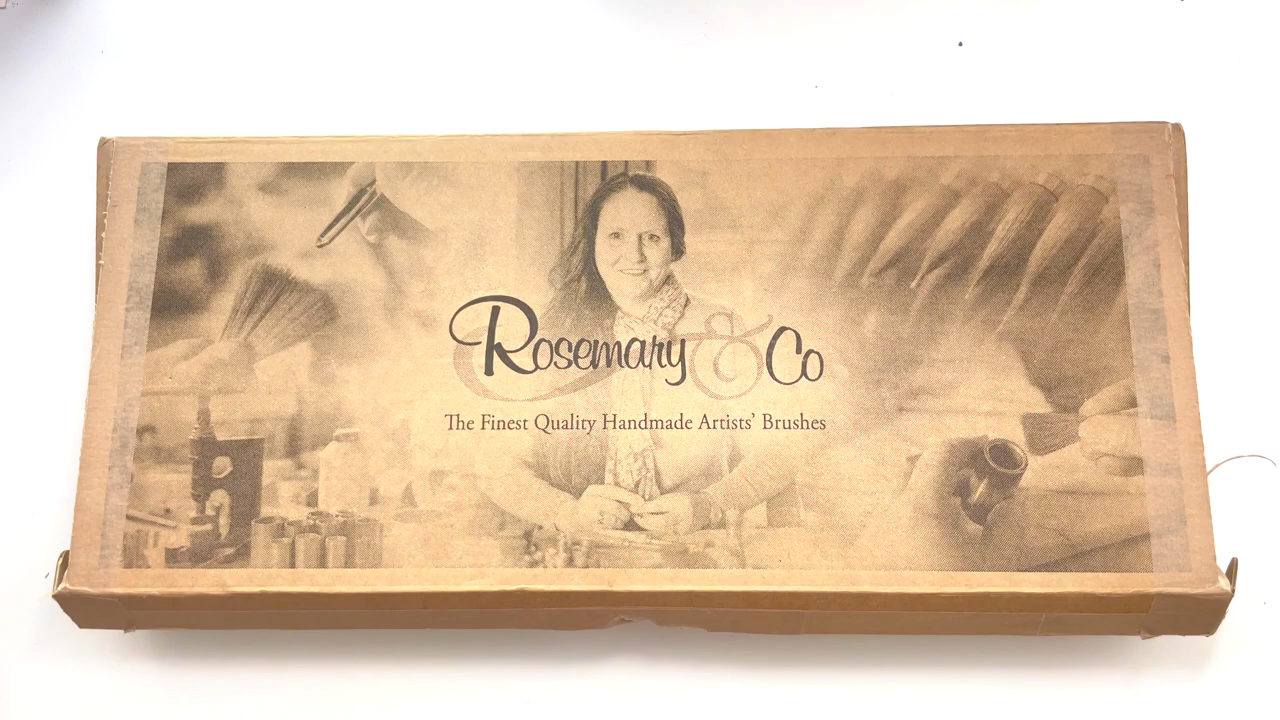 Rosemary & Co
The Finest Quality Handmade Artists’ Brushes